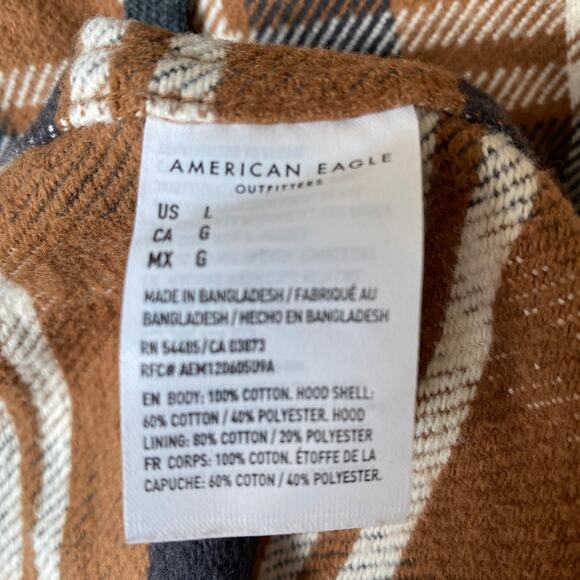 AMERICAN EAGLE
OUTFITTERS
US L
CA G
MX G
MADE IN BANGLADESH / FABRIQUÉ AU
BANGLADESH / HECHO EN BANGLADESH
RN 54485 / CA 03873
RFC# AEM120605U9A
EN BODY: 100% COTTON. HOOD SHELL:
60% COTTON / 40% POLYESTER. HOOD
LINING: 80% COTTON / 20% POLYESTER
FR CORPS: 100% COTON. ÉTOFFE DE LA
CAPUCHE: 60% COTON / 40% POLYESTER.